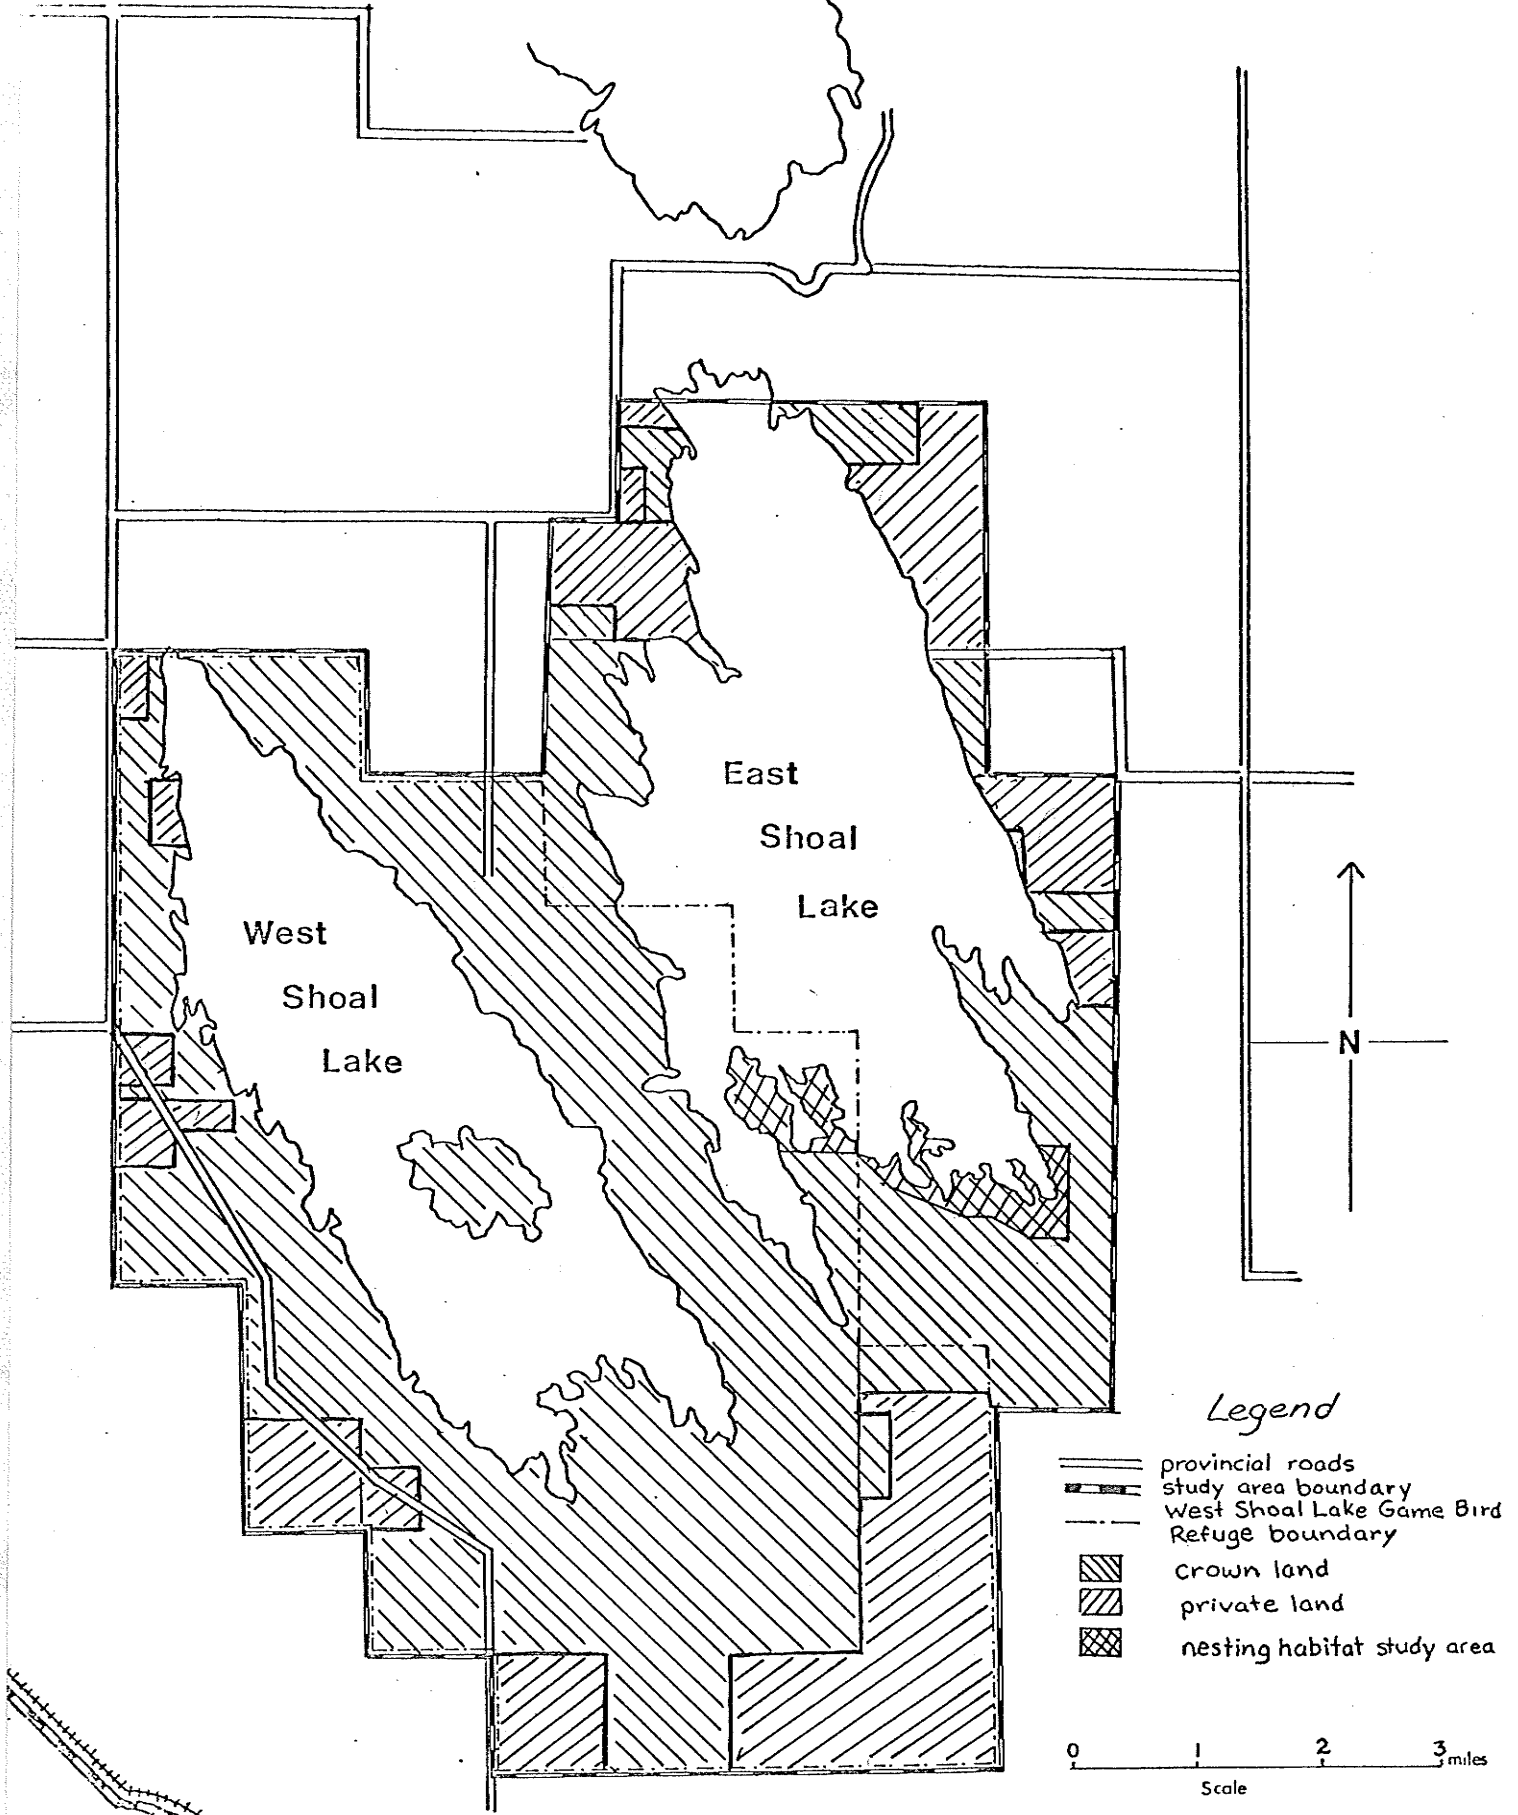 East
Shoal
Lake
West
Shoal
Lake
N
Legend
provincial roads
study area boundary
West Shoal Lake Game Bird
Refuge boundary
crown land
private land
nesting habitat study area
0 1 2 3 miles
Scale